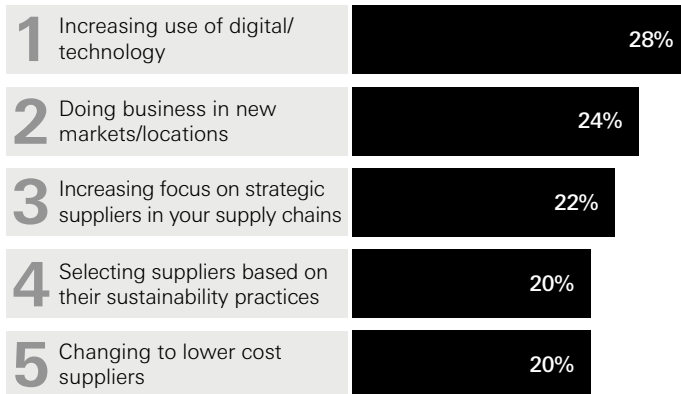 1
Increasing use of digital/
technology
28%
2
Doing business in new
markets/locations
24%
3
Increasing focus on strategic
suppliers in your supply chains
22%
4
Selecting suppliers based on
their sustainability practices
20%
5
Changing to lower cost
suppliers
20%